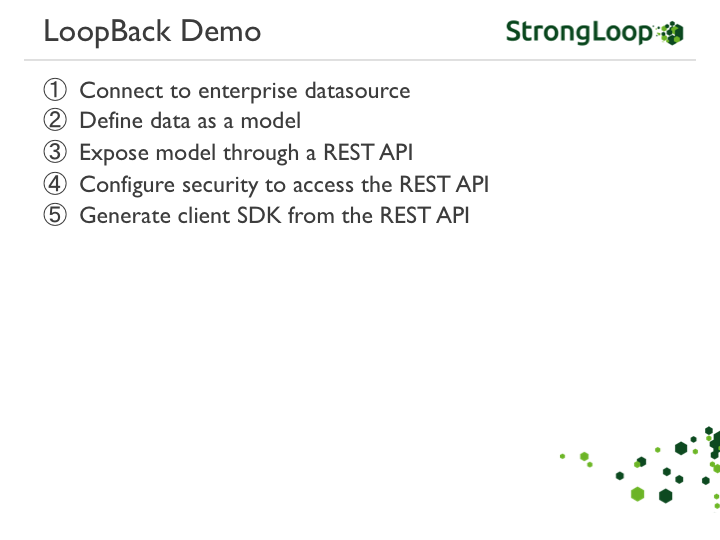 LoopBack Demo
StrongLoop
① Connect to enterprise datasource
② Define data as a model
③ Expose model through a REST API
④ Configure security to access the REST API
⑤ Generate client SDK from the REST API